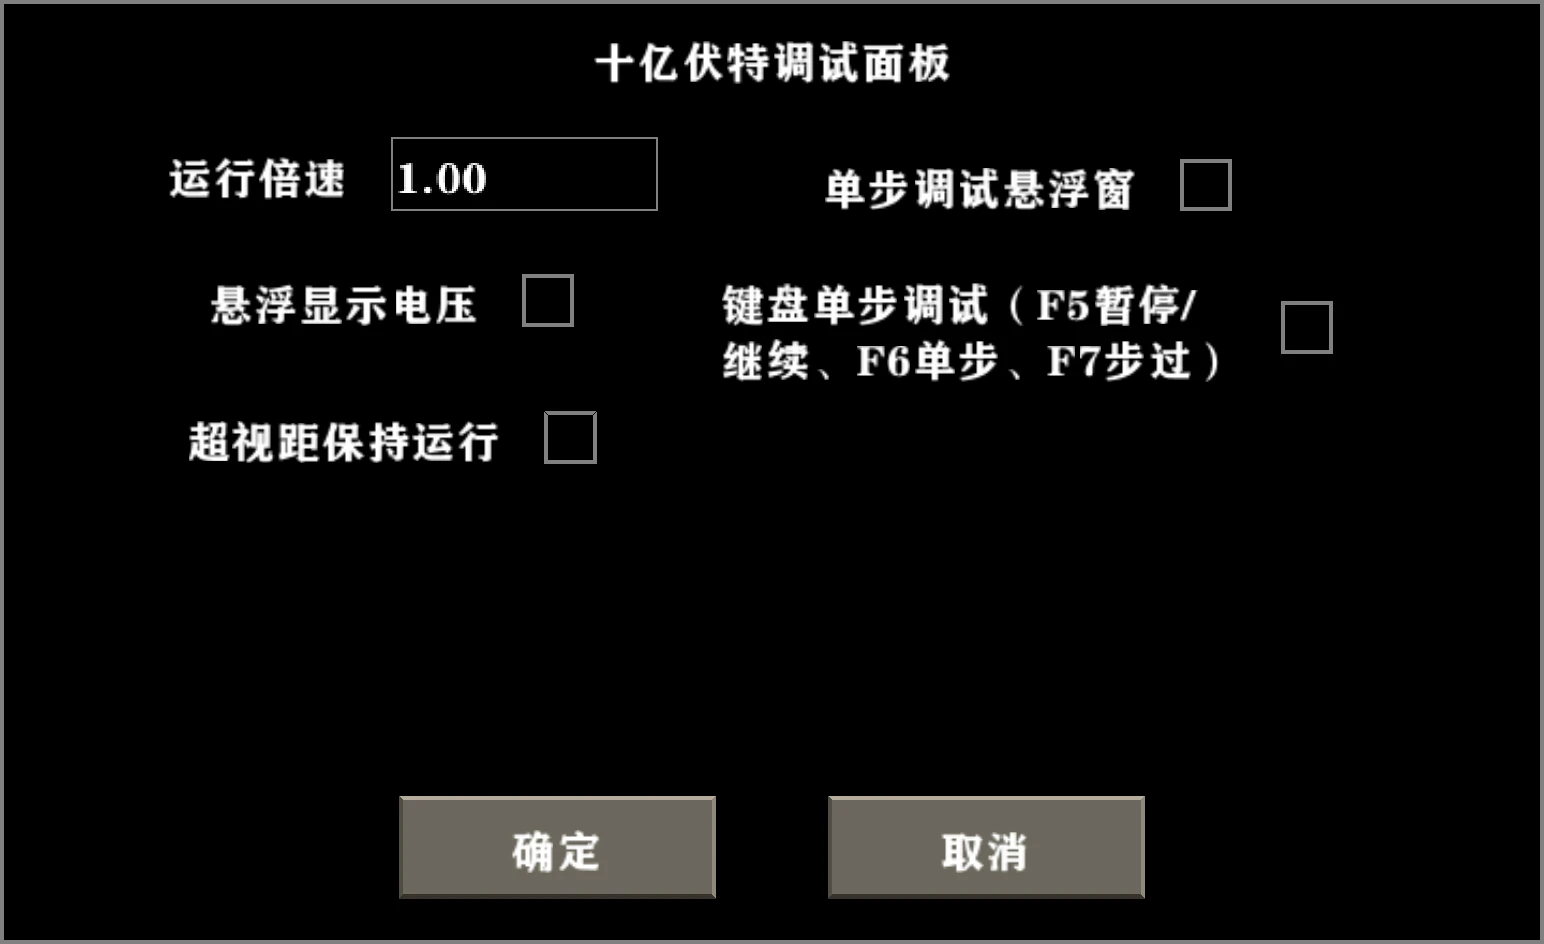 十亿伏特调试面板
运行倍速 1.00
单步调试悬浮窗
悬浮显示电压
键盘单步调试（F5暂停/
继续、F6单步、F7步过）
超视距保持运行
确定
取消